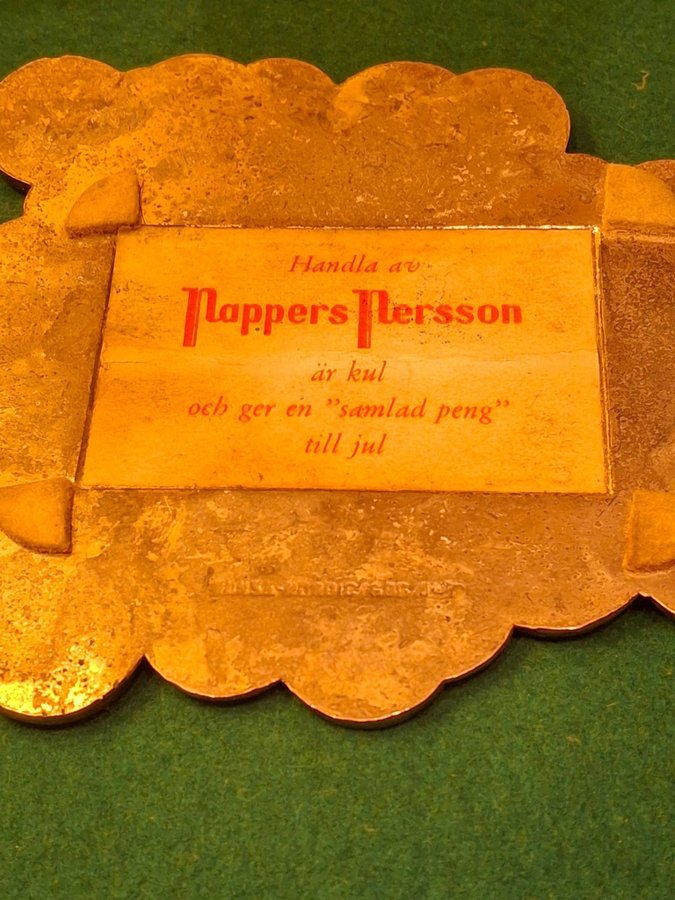 Handla av
Pappers Persson
är kul
och ger en ”samlad peng”
till jul